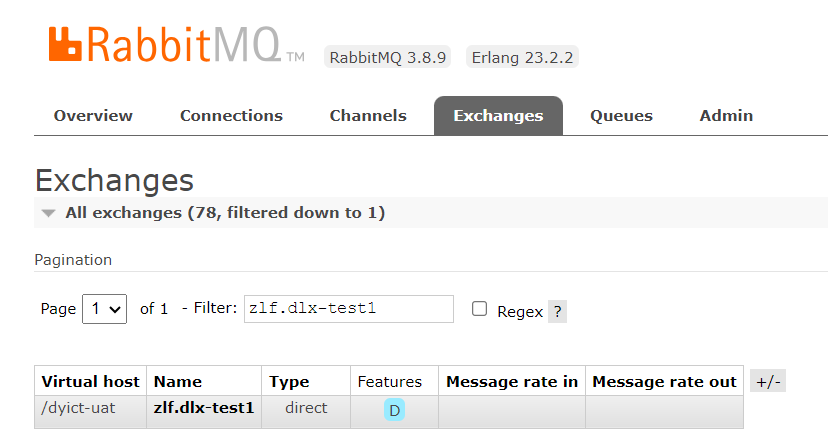 RabbitMQ TM RabbitMQ 3.8.9 Erlang 23.2.2
Overview Connections Channels Exchanges Queues Admin
Exchanges
All exchanges (78, filtered down to 1)
Pagination
Page 1 of 1 - Filter: zlf.dlx-test1 Regex ?
Virtual host Name Type Features Message rate in Message rate out +/-
/dyict-uat zlf.dlx-test1 direct D